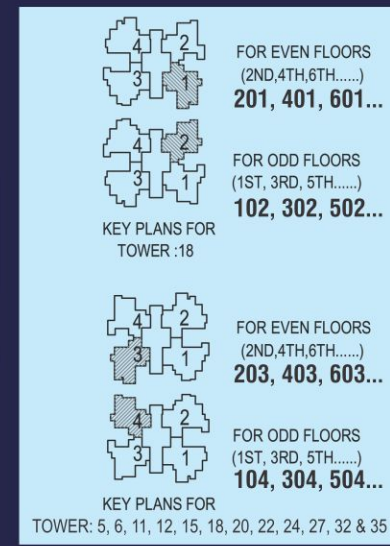 4 2
3 1
FOR EVEN FLOORS
(2ND,4TH,6TH......)
201, 401, 601...
4 2
3 1
FOR ODD FLOORS
(1ST, 3RD, 5TH......)
102, 302, 502...
KEY PLANS FOR
TOWER :18
4 2
3 1
FOR EVEN FLOORS
(2ND,4TH,6TH......)
203, 403, 603...
4 2
3 1
FOR ODD FLOORS
(1ST, 3RD, 5TH......)
104, 304, 504...
KEY PLANS FOR
TOWER: 5, 6, 11, 12, 15, 18, 20, 22, 24, 27, 32 & 35